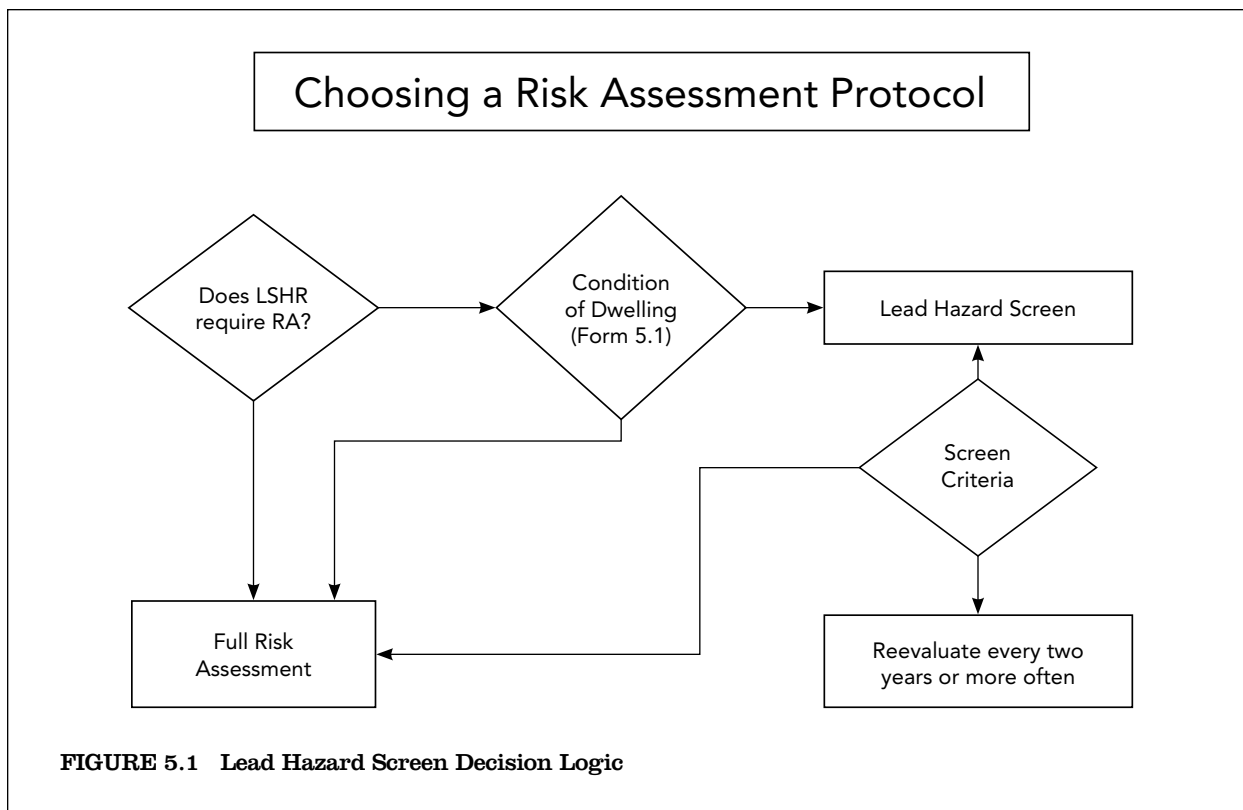 Choosing a Risk Assessment Protocol
Does LSHR
require RA?
Condition
of Dwelling
(Form 5.1)
Lead Hazard Screen
Screen
Criteria
Full Risk
Assessment
Reevaluate every two
years or more often
FIGURE 5.1 Lead Hazard Screen Decision Logic